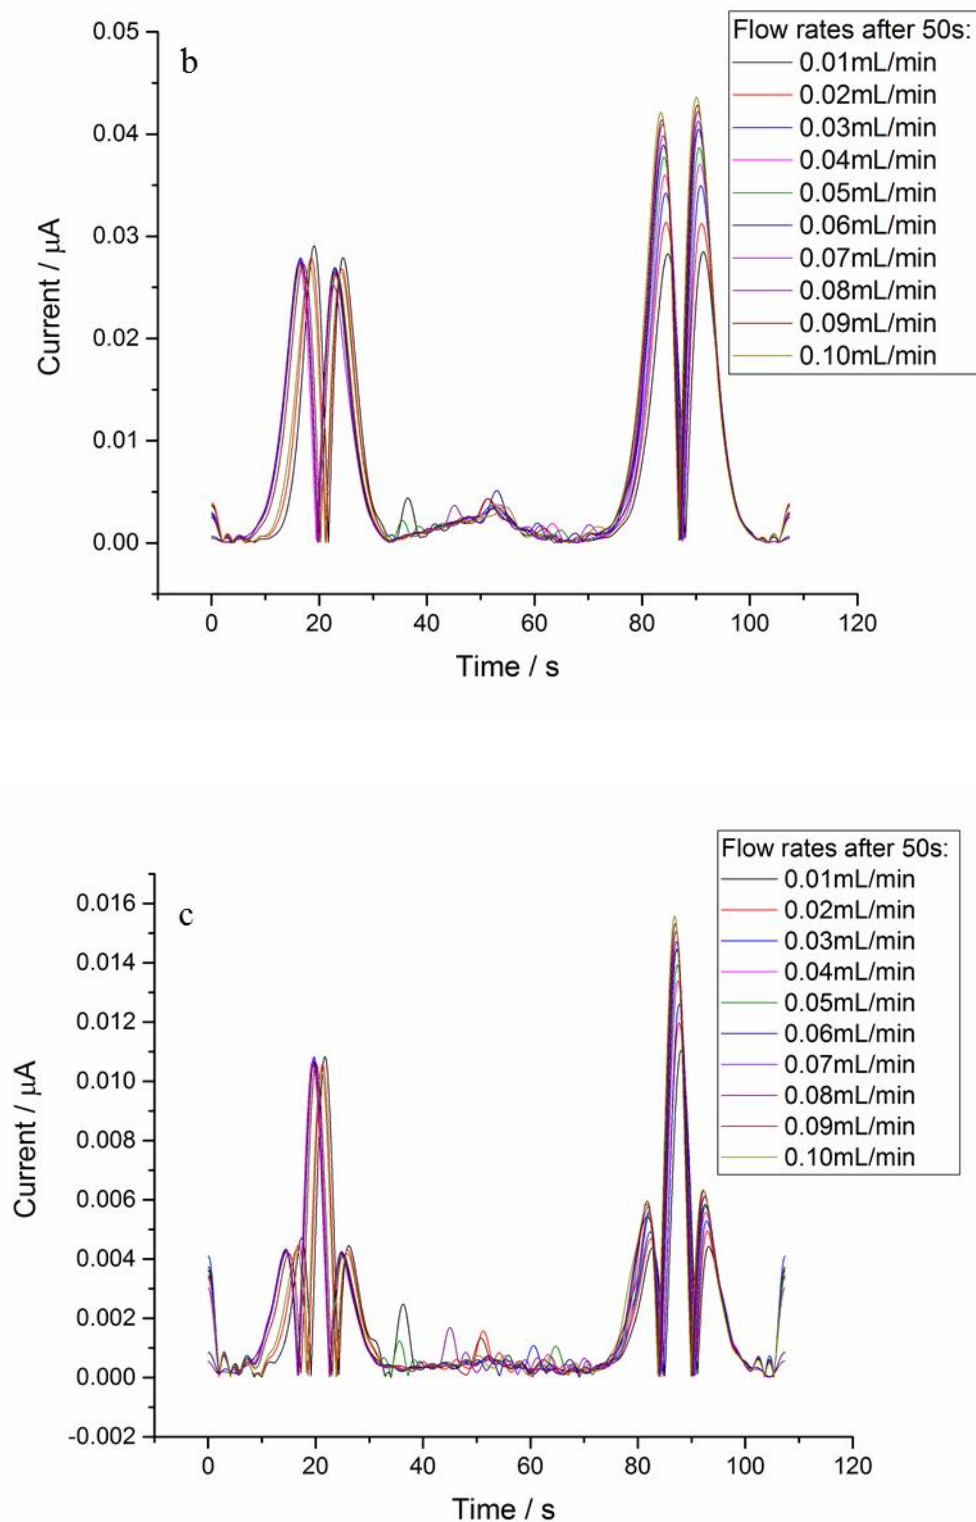 b
Flow rates after 50s:
0.01mL/min
0.02mL/min
0.03mL/min
0.04mL/min
0.05mL/min
0.06mL/min
0.07mL/min
0.08mL/min
0.09mL/min
0.10mL/min
0.05
0.04
0.03
0.02
0.01
0.00
Current / μA
0 20 40 60 80 100 120
Time / s
c
Flow rates after 50s:
0.01mL/min
0.02mL/min
0.03mL/min
0.04mL/min
0.05mL/min
0.06mL/min
0.07mL/min
0.08mL/min
0.09mL/min
0.10mL/min
0.016
0.014
0.012
0.010
0.008
0.006
0.004
0.002
0.000
-0.002
Current / μA
0 20 40 60 80 100 120
Time / s